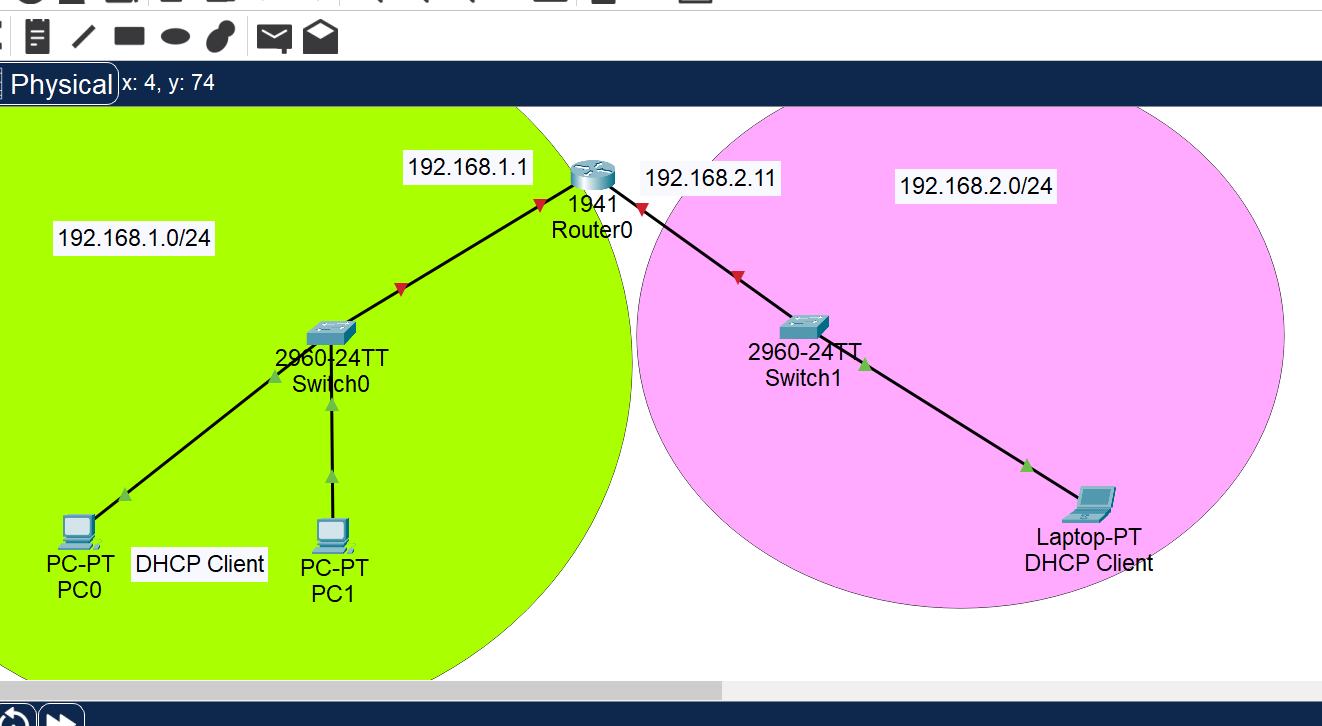 Physical x: 4, y: 74
192.168.1.1
192.168.2.11
192.168.2.0/24
1941
Router0
192.168.1.0/24
2960-24TT
Switch0
2960-24TT
Switch1
PC-PT
PC0
DHCP Client
PC-PT
PC1
Laptop-PT
DHCP Client